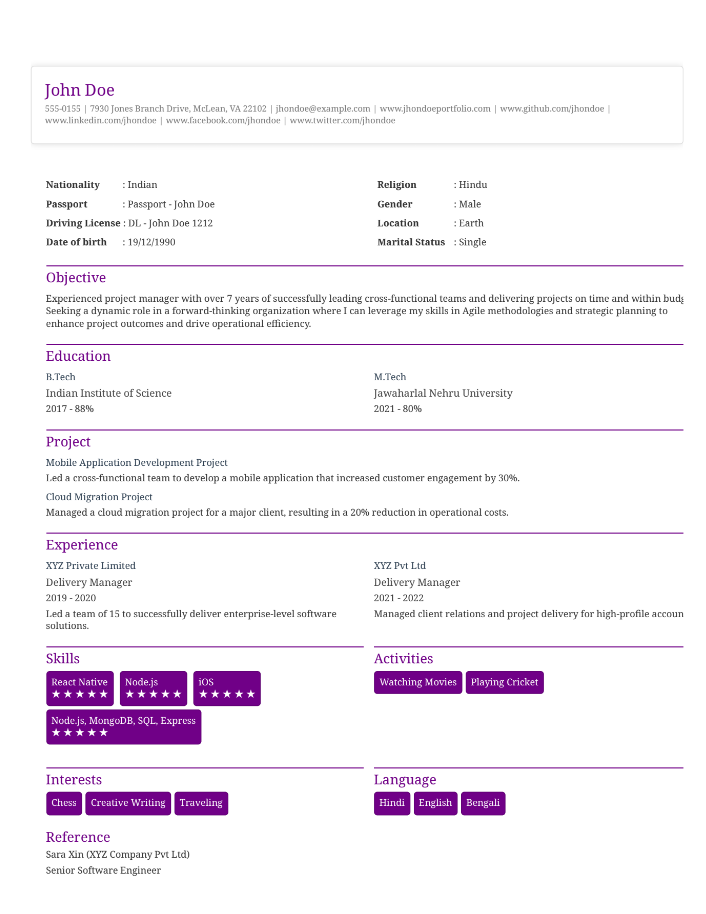 John Doe
555-0155 | 7930 Jones Branch Drive, McLean, VA 22102 | jhondoe@example.com | www.jhondoeportfolio.com | www.github.com/jhondoe |
www.linkedin.com/jhondoe | www.facebook.com/jhondoe | www.twitter.com/jhondoe
Nationality : Indian
Religion : Hindu
Passport : Passport - John Doe
Gender : Male
Driving License : DL - John Doe 1212
Location : Earth
Date of birth : 19/12/1990
Marital Status : Single
Objective
Experienced project manager with over 7 years of successfully leading cross-functional teams and delivering projects on time and within
Seeking a dynamic role in a forward-thinking organization where I can leverage my skills in Agile methodologies and strategic planning to
enhance project outcomes and drive operational efficiency.
Education
B.Tech
Indian Institute of Science
2017 - 88%
M.Tech
Jawaharlal Nehru University
2021 - 80%
Project
Mobile Application Development Project
Led a cross-functional team to develop a mobile application that increased customer engagement by 30%.
Cloud Migration Project
Managed a cloud migration project for a major client, resulting in a 20% reduction in operational costs.
Experience
XYZ Private Limited
Delivery Manager
2019 - 2020
Led a team of 15 to successfully deliver enterprise-level software
solutions.
XYZ Pvt Ltd
Delivery Manager
2021 - 2022
Managed client relations and project delivery for high-profile accoun
Skills
React Native
★★★★★
Node.js
★★★★★
iOS
★★★★★
Node.js, MongoDB, SQL, Express
★★★★★
Activities
Watching Movies
Playing Cricket
Interests
Chess
Creative Writing
Traveling
Language
Hindi
English
Bengali
Reference
Sara Xin (XYZ Company Pvt Ltd)
Senior Software Engineer